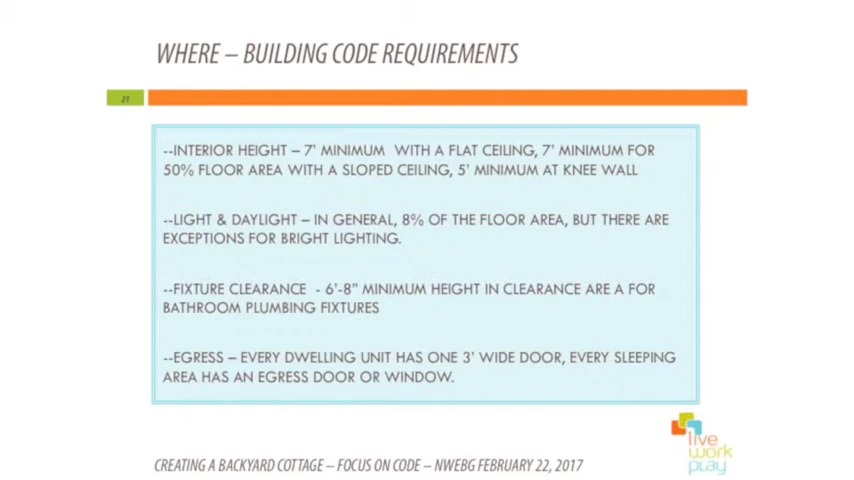 WHERE – BUILDING CODE REQUIREMENTS
21
--INTERIOR HEIGHT – 7' MINIMUM WITH A FLAT CEILING, 7' MINIMUM FOR
50% FLOOR AREA WITH A SLOPED CEILING, 5' MINIMUM AT KNEE WALL
--LIGHT & DAYLIGHT – IN GENERAL, 8% OF THE FLOOR AREA, BUT THERE ARE
EXCEPTIONS FOR BRIGHT LIGHTING.
--FIXTURE CLEARANCE - 6'-8" MINIMUM HEIGHT IN CLEARANCE ARE A FOR
BATHROOM PLUMBING FIXTURES
--EGRESS – EVERY DWELLING UNIT HAS ONE 3' WIDE DOOR, EVERY SLEEPING
AREA HAS AN EGRESS DOOR OR WINDOW.
live
work
play
CREATING A BACKYARD COTTAGE – FOCUS ON CODE – NWEBG FEBRUARY 22, 2017